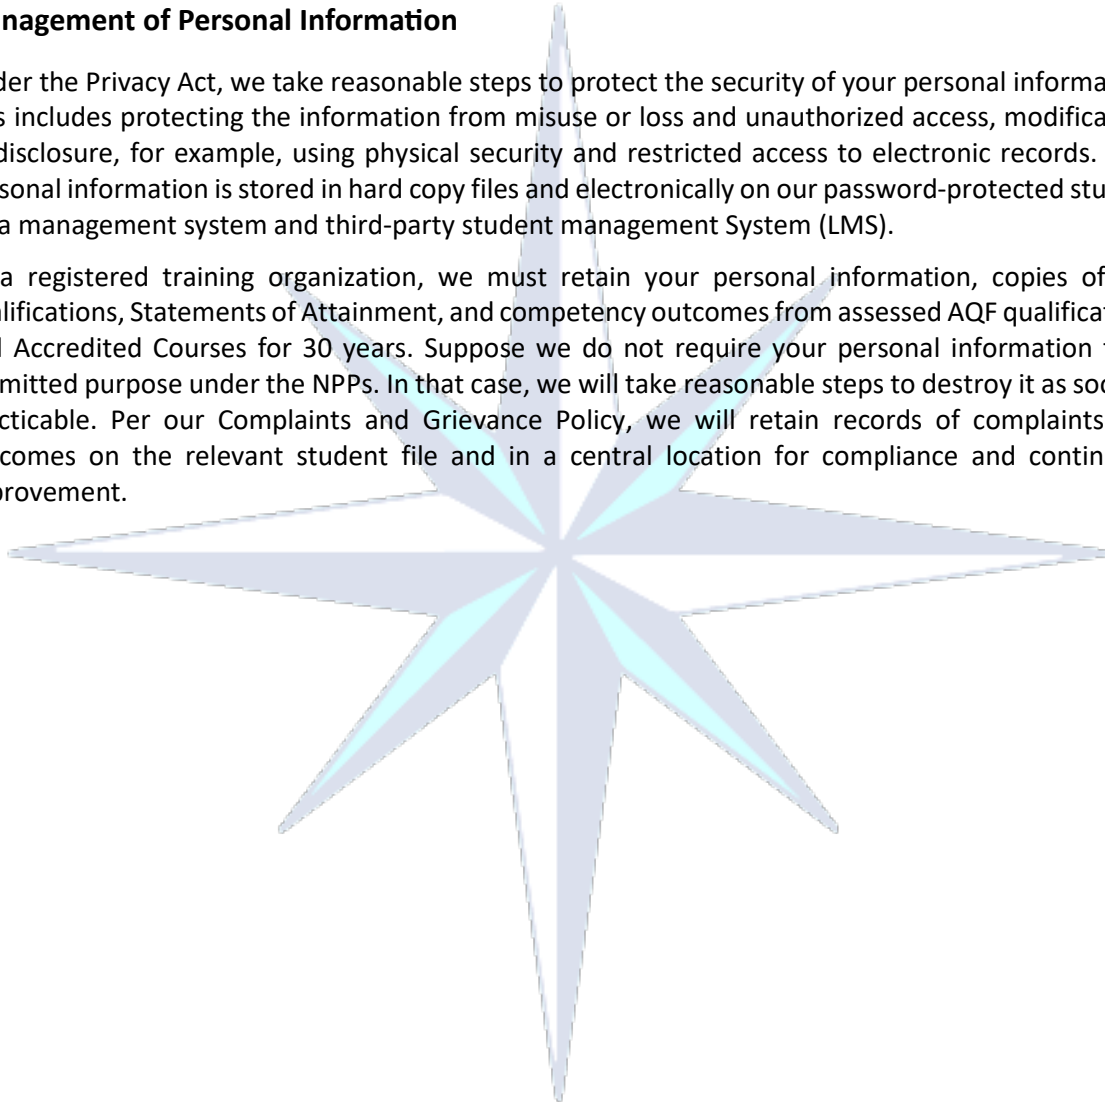 nagement of Personal Information
der the Privacy Act, we take reasonable steps to protect the security of your personal informa
s includes protecting the information from misuse or loss and unauthorized access, modifica
disclosure, for example, using physical security and restricted access to electronic records.
sonal information is stored in hard copy files and electronically on our password-protected stu
a management system and third-party student management System (LMS).
a registered training organization, we must retain your personal information, copies of
alifications, Statements of Attainment, and competency outcomes from assessed AQF qualificat
l Accredited Courses for 30 years. Suppose we do not require your personal information
mitted purpose under the NPPs. In that case, we will take reasonable steps to destroy it as soo
cticable. Per our Complaints and Grievance Policy, we will retain records of complaints
comes on the relevant student file and in a central location for compliance and contin
provement.